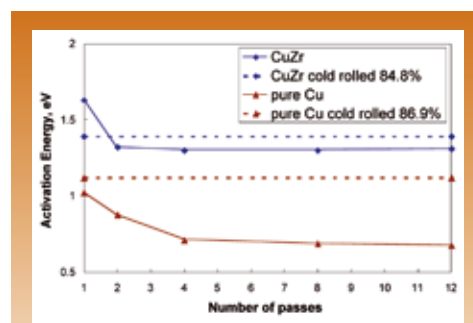 2
CuZr
CuZr cold rolled 84.8%
pure Cu
pure Cu cold rolled 86.9%
1.5
1
0.5
Activation Energy, eV
1 2 3 4 5 6 7 8 9 10 11 12
Number of passes